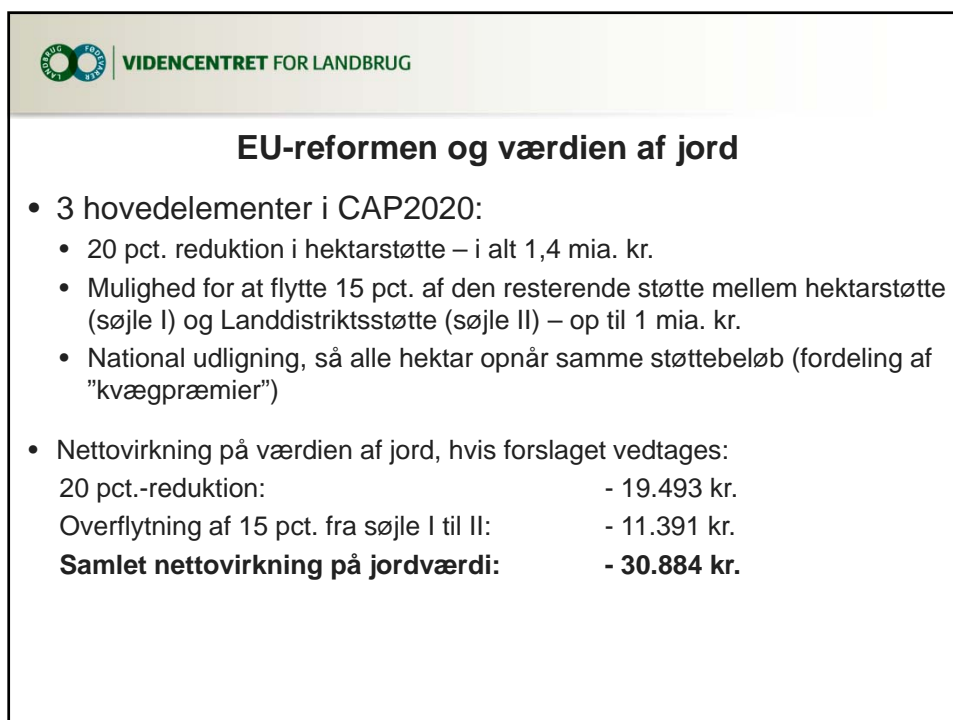 LANDBRUG FØDEVARER
VIDENCENTRET FOR LANDBRUG
EU-reformen og værdien af jord
• 3 hovedelementer i CAP2020:
• 20 pct. reduktion i hektarstøtte – i alt 1,4 mia. kr.
• Mulighed for at flytte 15 pct. af den resterende støtte mellem hektarstøtte
(søjle I) og Landdistriktsstøtte (søjle II) – op til 1 mia. kr.
• National udligning, så alle hektar opnår samme støttebeløb (fordeling af
”kvægpræmier”)
• Nettovirkning på værdien af jord, hvis forslaget vedtages:
20 pct.-reduktion: - 19.493 kr.
Overflytning af 15 pct. fra søjle I til II: - 11.391 kr.
Samlet nettovirkning på jordværdi: - 30.884 kr.